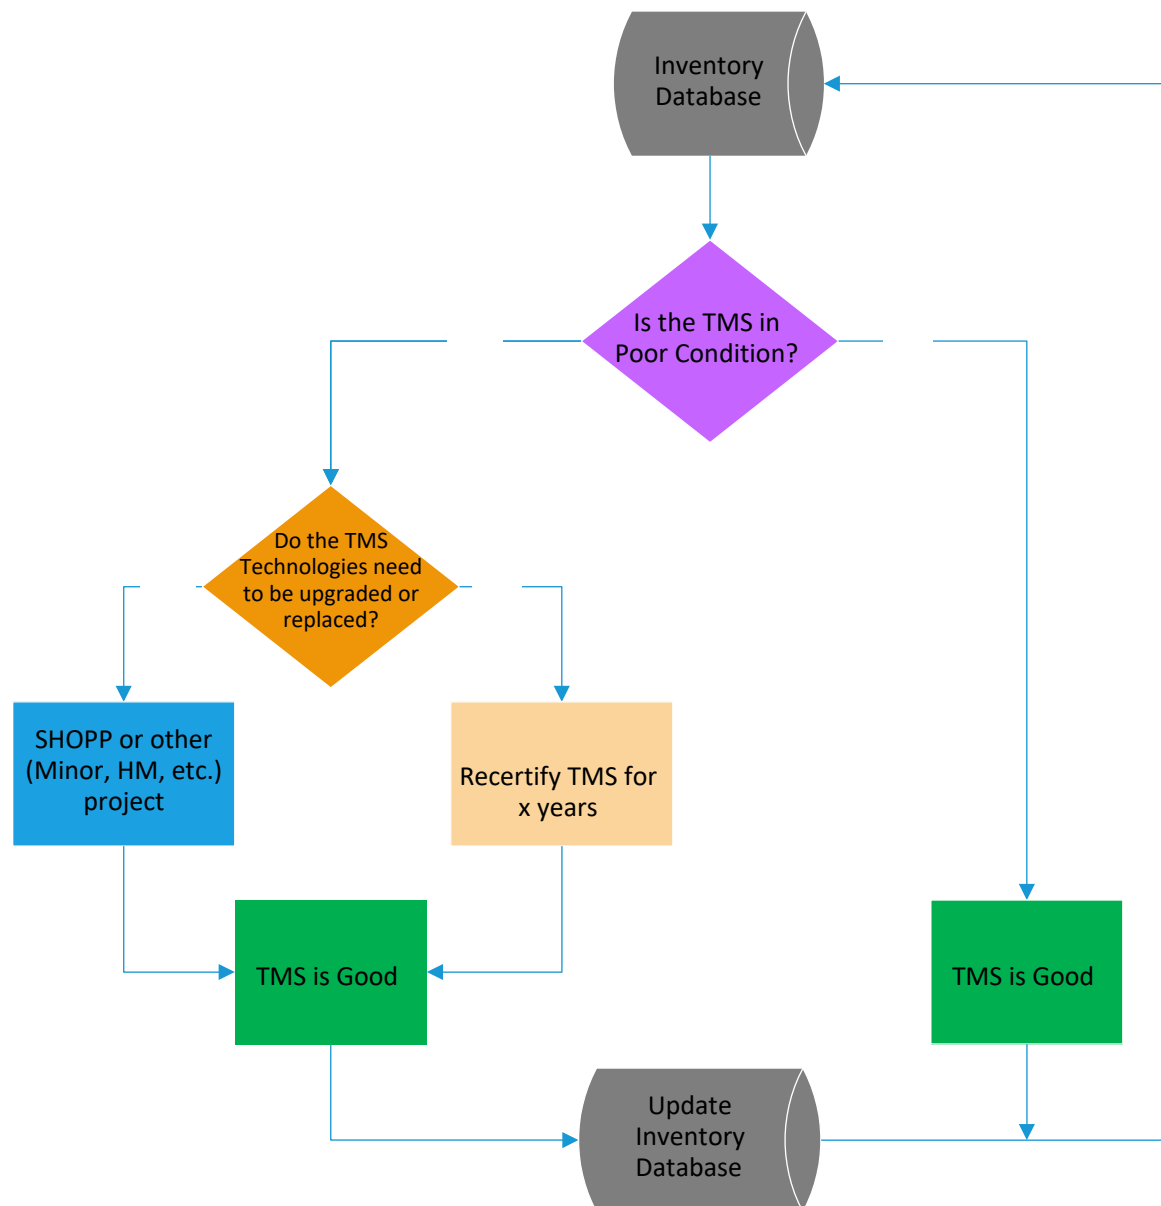 Inventory
Database
Is the TMS in
Poor Condition?
Do the TMS
Technologies need
to be upgraded or
replaced?
SHOPP or other
(Minor, HM, etc.)
project
Recertify TMS for
x years
TMS is Good
TMS is Good
Update
Inventory
Database